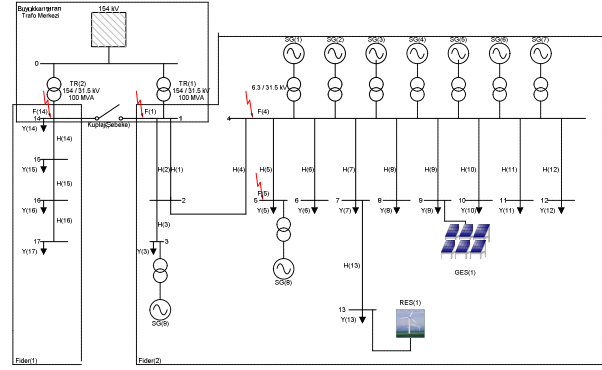 Büyükkarıştıran
Trafo Merkezi
154 kV
0
TR(2)
154 / 31.5 kV
100 MVA
TR(1)
154 / 31.5 kV
100 MVA
F(14)
F(1)
14
1
Kuplaj(Şebeke)
Y(14)
H(14)
15
Y(15)
H(15)
16
Y(16)
H(16)
17
Y(17)
Fider(1)
SG(1)
SG(2)
SG(3)
SG(4)
SG(5)
SG(6)
SG(7)
6.3 / 31.5 kV
F(4)
4
H(2)
H(1)
H(4)
H(5)
H(6)
H(7)
H(8)
H(9)
H(10)
H(11)
H(12)
F(5)
2
5
6
7
8
9
10
11
12
Y(5)
Y(6)
Y(7)
Y(8)
Y(9)
Y(10)
Y(11)
Y(12)
H(3)
3
Y(3)
SG(9)
SG(8)
H(13)
GES(1)
13
Y(13)
RES(1)
Fider(2)